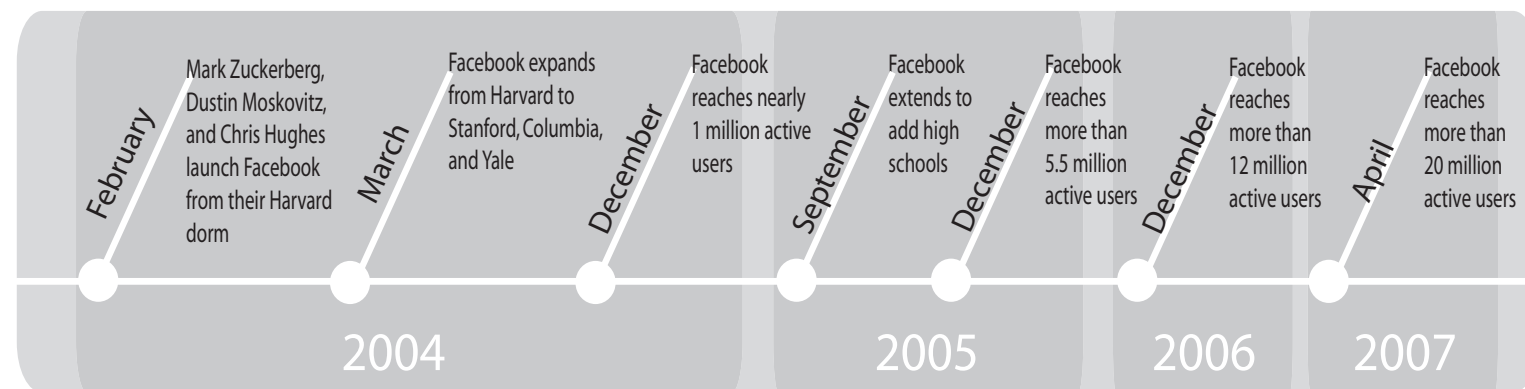 February
Mark Zuckerberg,
Dustin Moskovitz,
and Chris Hughes
launch Facebook
from their Harvard
dorm
March
Facebook expands
from Harvard to
Stanford, Columbia,
and Yale
December
Facebook
reaches nearly
1 million active
users
2004
September
Facebook
extends to
add high
schools
December
Facebook
reaches
more than
5.5 million
active users
2005
December
Facebook
reaches
more than
12 million
active users
2006
April
Facebook
reaches
more than
20 million
active users
2007